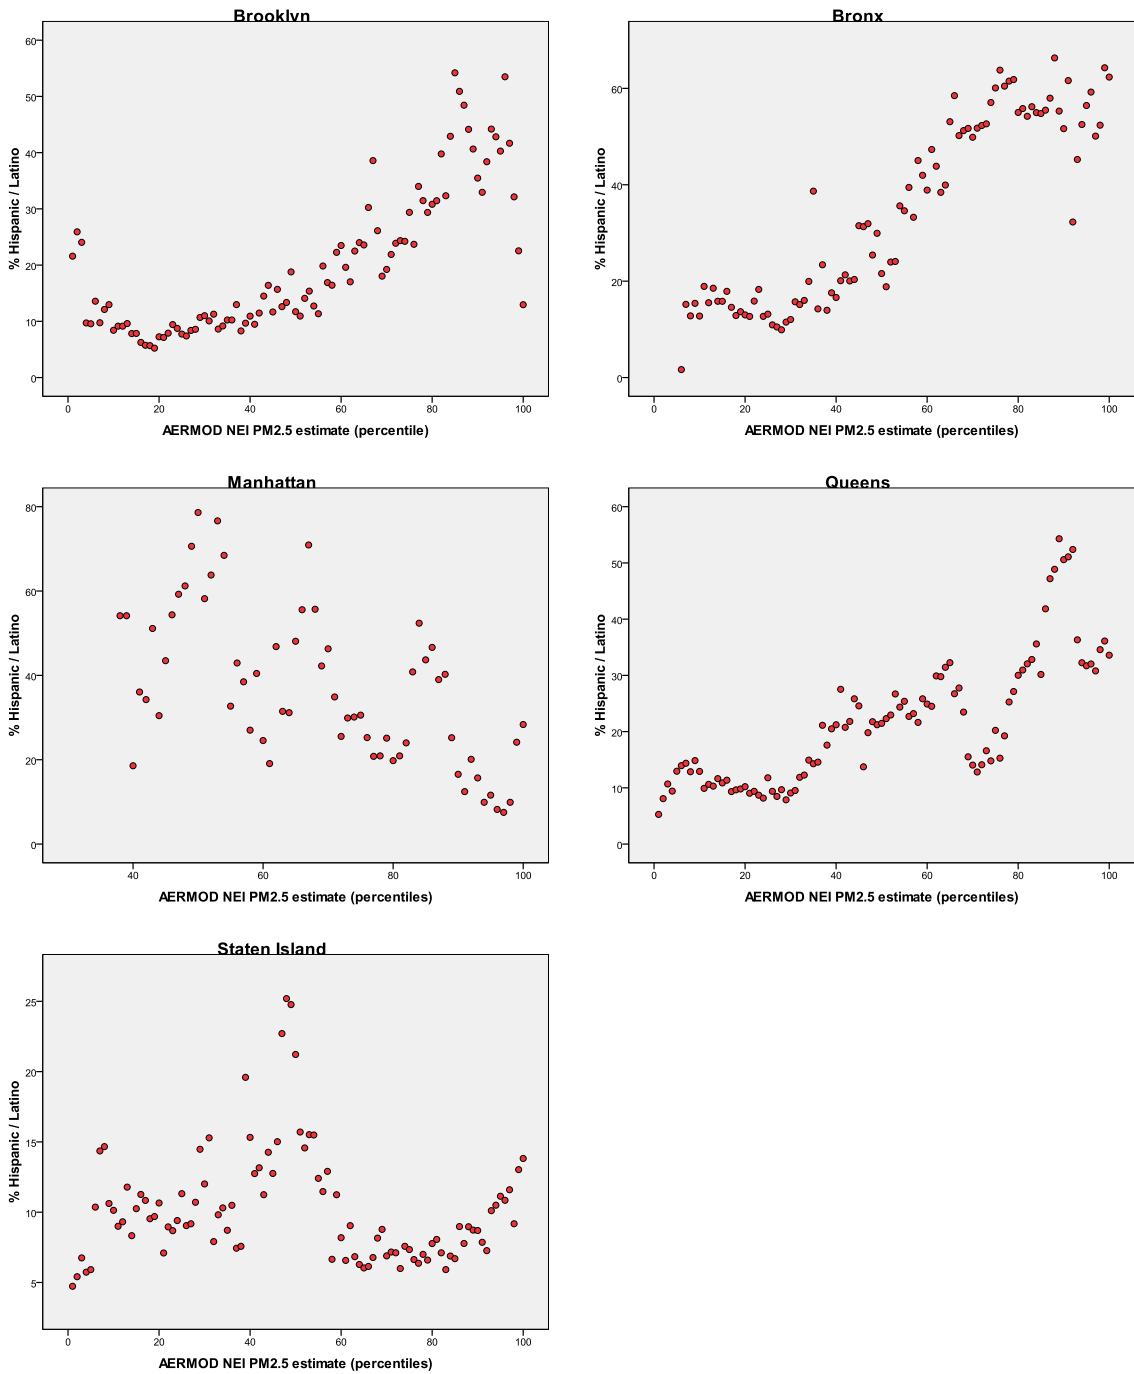 Brooklyn
% Hispanic / Latino
60
50
40
30
20
10
0
0 20 40 60 80 100
AERMOD NEI PM2.5 estimate (percentile)
Bronx
% Hispanic / Latino
60
40
20
0
0 20 40 60 80 100
AERMOD NEI PM2.5 estimate (percentiles)
Manhattan
% Hispanic / Latino
80
60
40
20
0
40 60 80 100
AERMOD NEI PM2.5 estimate (percentiles)
Queens
% Hispanic / Latino
60
50
40
30
20
10
0
0 20 40 60 80 100
AERMOD NEI PM2.5 estimate (percentiles)
Staten Island
% Hispanic / Latino
25
20
15
10
5
0 20 40 60 80 100
AERMOD NEI PM2.5 estimate (percentiles)